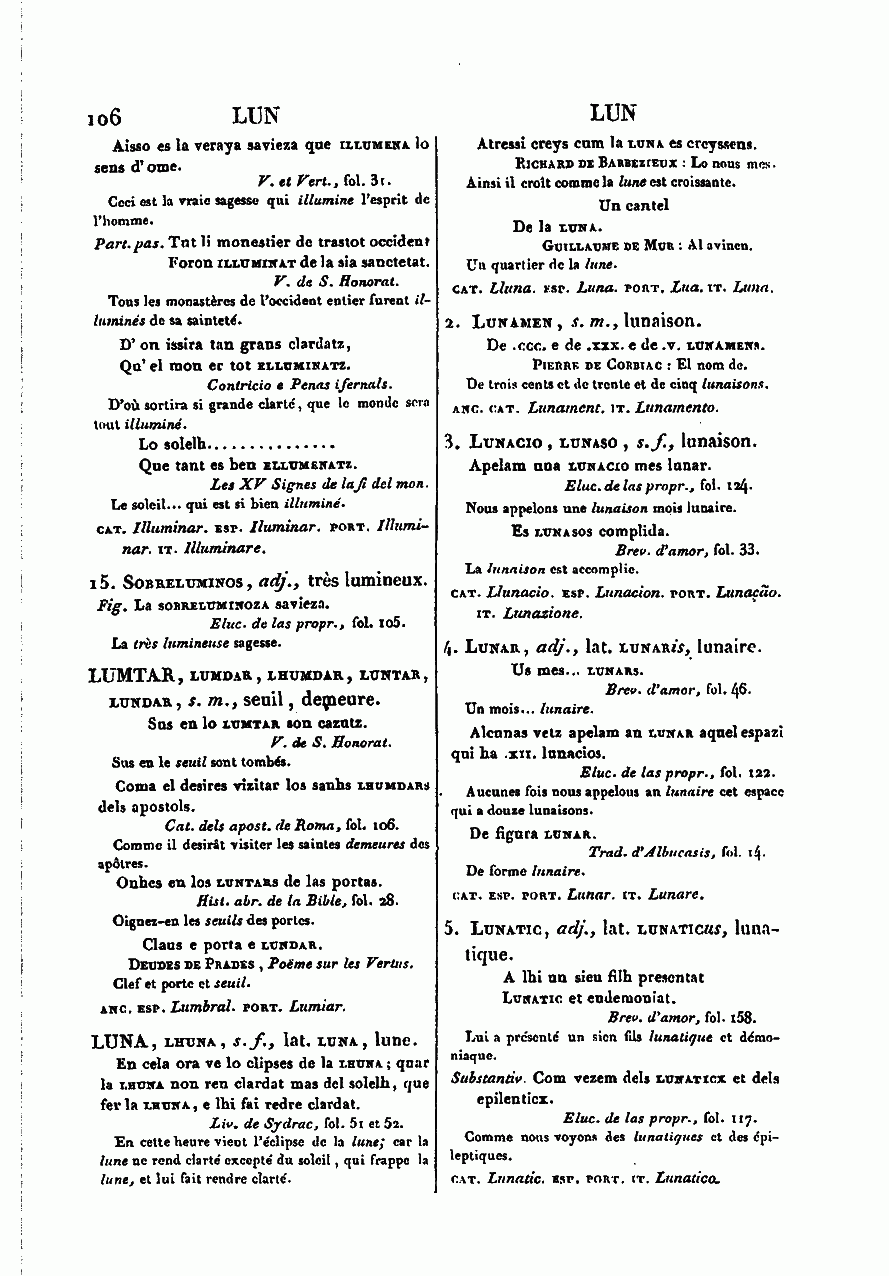 106 LUN LUN
Aisso es la veraya savieza que ILLUMENA lo
sens d'ome.
V. et Vert., fol. 31.
Ceci est la vraie sagesse qui illumine l'esprit de
l'homme.
Part. pas. Tut li monestier de trastot occident
Foron ILLUMINAT de la sia sanctetat.
V. de S. Honorat.
Tous les monastères de l'occident entier furent il-
luminés de sa sainteté.
D' on issira tan grans clardatz,
Qu' el mon er tot ELLUMINATZ.
Contricio e Penas ifernals.
D'où sortira si grande clarté, que le monde sera
tout illuminé.
Lo solelh...............
Que tant es ben ELLUMENATZ.
Les XV Signes de la fi del mon.
Le soleil... qui est si bien illuminé.
CAT. Illuminar. ESP. Iluminar. PORT. Illumi-
nar. IT. Illuminare.
15. SOBRELUMINOS, adj., très lumineux.
Fig. La SOBRELUMINOZA savieza.
Eluc. de las propr., fol. 105.
La très lumineuse sagesse.
LUMTAR, LUMDAR, LHUMDAR, LUNTAR,
LUNDAR, s. m., seuil, demeure.
Sus en lo LUMTAR son cazutz.
V. de S. Honorat.
Sus en le seuil sont tombés.
Coma el desires vizitar los sanhs LHUMDARS
dels apostols.
Cat. dels apost. de Roma, fol. 106.
Comme il desirât visiter les saintes demeures des
apôtres.
Onhes en los LUNTARS de las portas.
Hist. abr. de la Bible, fol. 28.
Oignez-en les seuils des portes.
Claus e porta e LUNDAR.
DEUDES DE PRADES, Poëme sur les Vertus.
Clef et porte et seuil.
ANC. ESP. Lumbral. PORT. Lumiar.
LUNA, LHUNA, s. f., lat. LUNA, lune.
En cela ora ve lo clipses de la LHUNA; quar
la LHUNA non ren clardat mas del solelh, que
fer la LHUNA, e lhi fai redre clardat.
Liv. de Sydrac, fol. 51 et 52.
En cette heure vient l'éclipse de la lune; car la
lune ne rend clarté excepté du soleil, qui frappe la
lune, et lui fait rendre clarté.
Atressi creys cum la LUNA es creyssens.
RICHARD DE BARBEZIEUX : Lo nous mes.
Ainsi il croît comme la lune est croissante.
Un cantel
De la LUNA.
GUILLAUME DE MUR : Al avinen.
Un quartier de la lune.
CAT. Lluna. ESP. Luna. PORT. Lua. IT. Luna.
2. LUNAMEN, s. m., lunaison.
De .CCC. e de .XXX. e de .V. LUNAMENS.
PIERRE DE CORBIAC : El nom de.
De trois cents et de trente et de cinq lunaisons.
ANC. CAT. Lunament. IT. Lunamento.
3. LUNACIO, LUNASO, s. f., lunaison.
Apelam una LUNACIO mes lunar.
Eluc. de las propr., fol. 124.
Nous appelons une lunaison mois lunaire.
Es LUNASOS complida.
Brev. d'amor, fol. 33.
La lunaison est accomplie.
CAT. Llunacio. ESP. Lunacion. PORT. Lunação.
IT. Lunazione.
4. LUNAR, adj., lat. LUNARis, lunaire.
Us mes... LUNARS.
Brev. d'amor, fol. 46.
Un mois... lunaire.
Alcunas vetz apelam an LUNAR aquel espazi
qui ha .XII. lunacios.
Eluc. de las propr., fol. 122.
Aucunes fois nous appelons an lunaire cet espace
qui a douze lunaisons.
De figura LUNAR.
Trad. d'Albucasis, fol. 14.
De forme lunaire.
CAT. ESP. PORT. Lunar. IT. Lunare.
5. LUNATIC, adj., lat. LUNATICus, luna-
tique.
A lhi un sieu filh presentat
LUNATIC et endemoniat.
Brev. d'amor, fol. 158.
Lui a présenté un sien fils lunatique et démo-
niaque.
Substantiv. Com vezem dels LUNATICX et dels
epilenticx.
Eluc. de las propr., fol. 117.
Comme nous voyons des lunatiques et des épi-
leptiques.
CAT. Lunatic. ESP. PORT. IT. Lunatico.